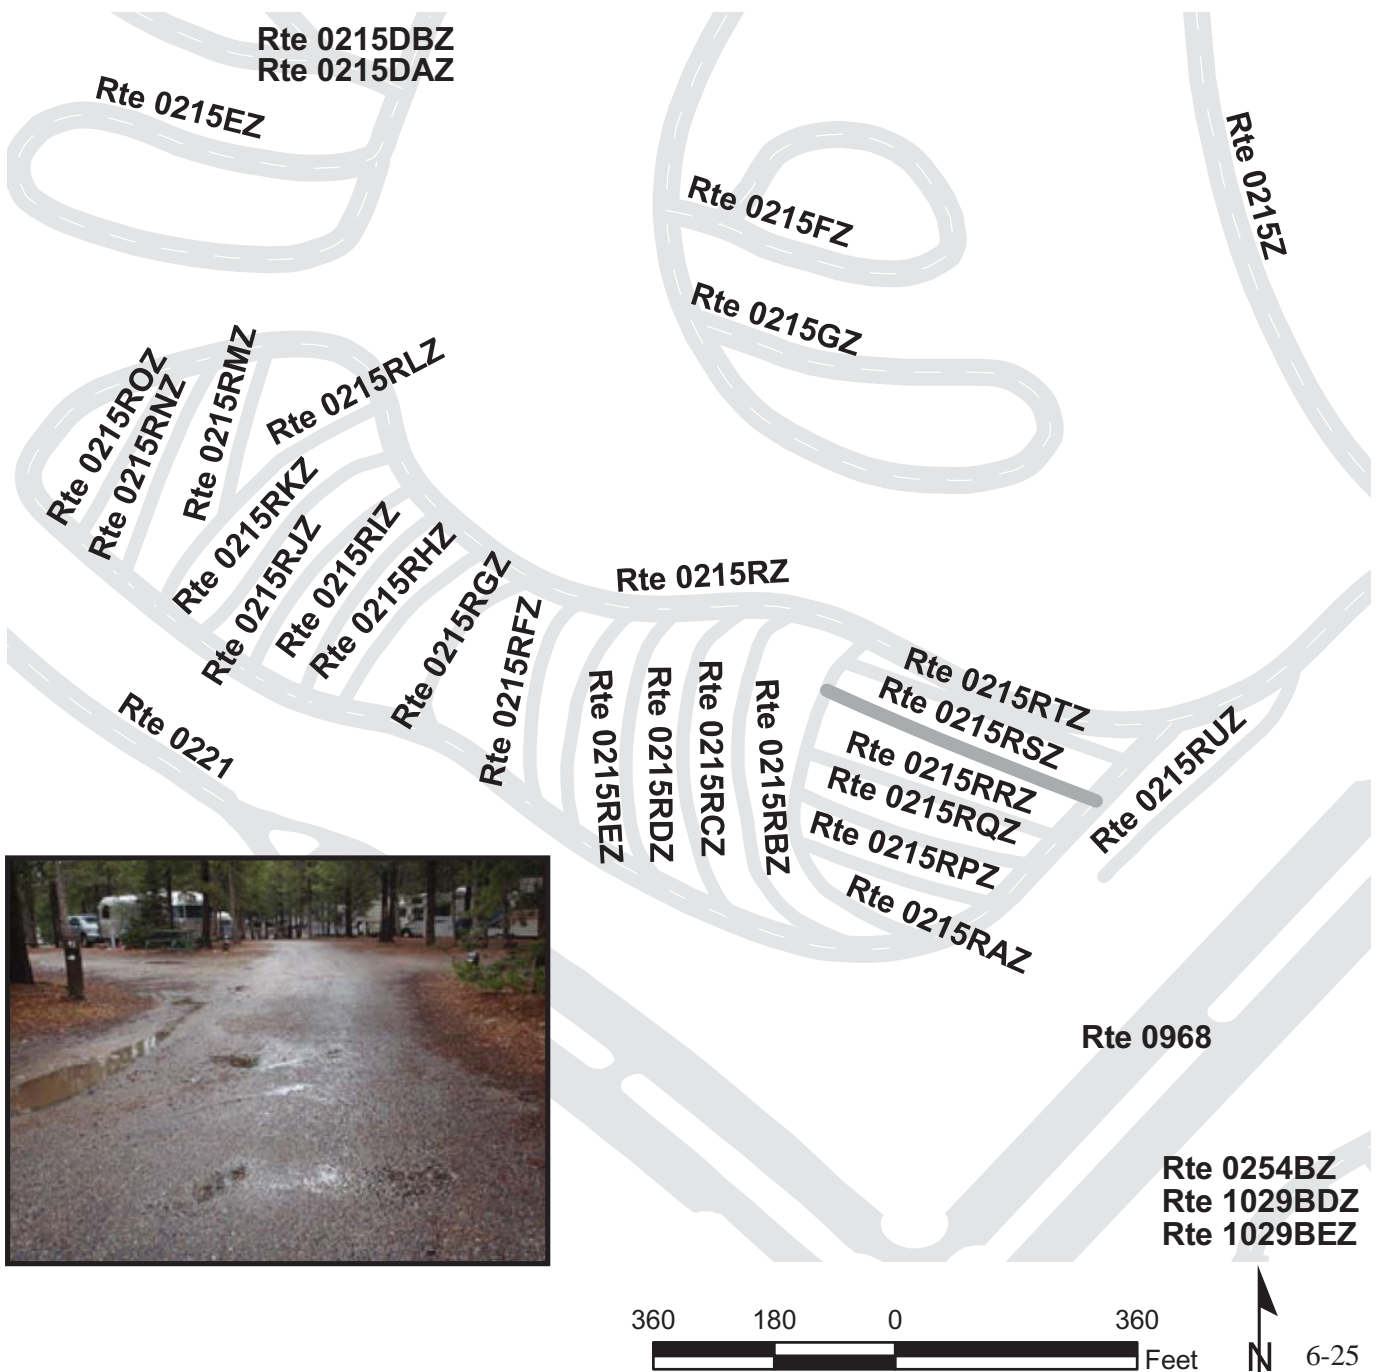 Rte 0215DBZ
Rte 0215DAZ
Rte 0215EZ
Rte 0215Z
Rte 0215FZ
Rte 0215GZ
Rte 0215ROZ
Rte 0215RNZ
Rte 0215RMZ
Rte 0215RLZ
Rte 0215RKZ
Rte 0215RJZ
Rte 0215RIZ
Rte 0215RHZ
Rte 0215RGZ
Rte 0215RFZ
Rte 0215RZ
Rte 0215REZ
Rte 0215RDZ
Rte 0215RCZ
Rte 0215RBZ
Rte 0215RTZ
Rte 0215RSZ
Rte 0215RRZ
Rte 0215RQZ
Rte 0215RPZ
Rte 0215RAZ
Rte 0215RUZ
Rte 0221
Rte 0968
Rte 0254BZ
Rte 1029BDZ
Rte 1029BEZ
360 180 0 360
Feet
N
6-25